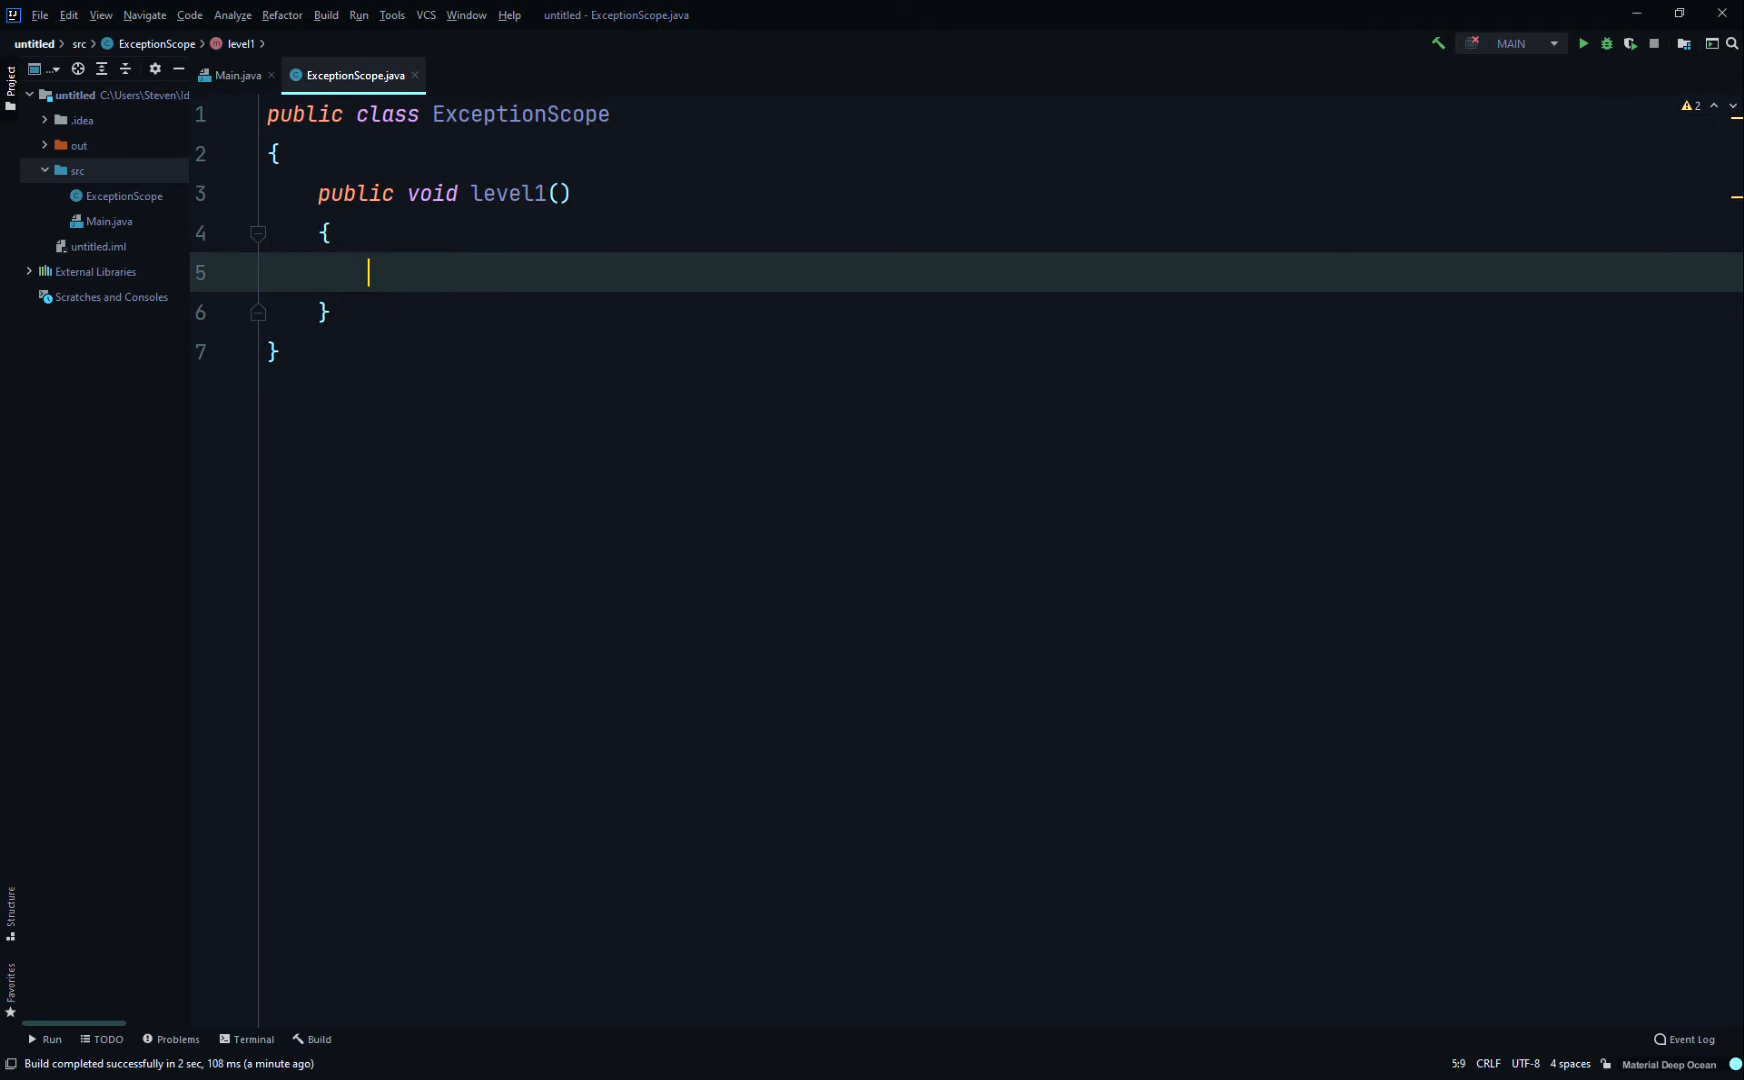 File Edit View Navigate Code Analyze Refactor Build Run Tools VCS Window Help untitled - ExceptionScope.java
untitled src ExceptionScope level1 MAIN
Project ... Main.java ExceptionScope.java
untitled C:\Users\Steven\Id
.idea
out
src
ExceptionScope
Main.java
untitled.iml
External Libraries
Scratches and Consoles
1 public class ExceptionScope
2 {
3 public void level1()
4 {
5
6 }
7 }
2
Structure
Favorites
Run TODO Problems Terminal Build Event Log
Build completed successfully in 2 sec, 108 ms (a minute ago) 5:9 CRLF UTF-8 4 spaces Material Deep Ocean